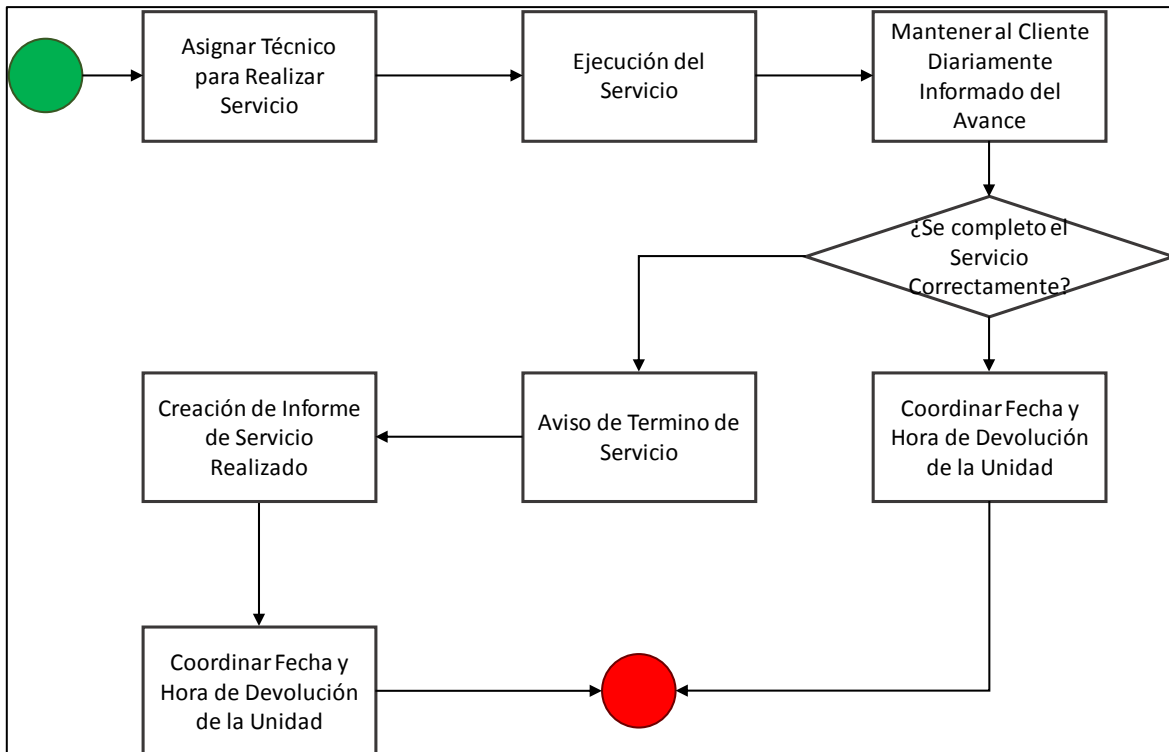 Asignar Técnico
para Realizar
Servicio
Ejecución del
Servicio
Mantener al Cliente
Diariamente
Informado del
Avance
¿Se completo el
Servicio
Correctamente?
Creación de Informe
de Servicio
Realizado
Aviso de Termino de
Servicio
Coordinar Fecha y
Hora de Devolución
de la Unidad
Coordinar Fecha y
Hora de Devolución
de la Unidad